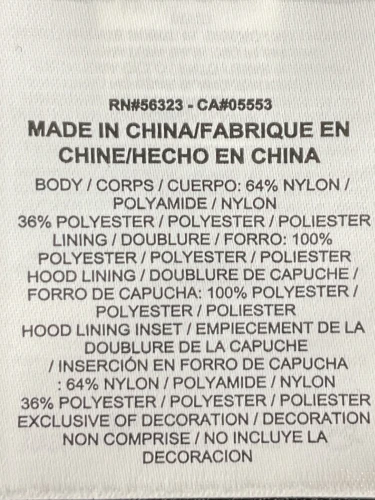 RN#56323 - CA#05553
MADE IN CHINA/FABRIQUE EN
CHINE/HECHO EN CHINA
BODY / CORPS / CUERPO: 64% NYLON /
POLYAMIDE / NYLON
36% POLYESTER / POLYESTER / POLIESTER
LINING / DOUBLURE / FORRO: 100%
POLYESTER / POLYESTER / POLIESTER
HOOD LINING / DOUBLURE DE CAPUCHE /
FORRO DE CAPUCHA: 100% POLYESTER /
POLYESTER / POLIESTER
HOOD LINING INSET / EMPIECEMENT DE LA
DOUBLURE DE LA CAPUCHE
/ INSERCIÓN EN FORRO DE CAPUCHA
: 64% NYLON / POLYAMIDE / NYLON
36% POLYESTER / POLYESTER / POLIESTER
EXCLUSIVE OF DECORATION / DECORATION
NON COMPRISE / NO INCLUYE LA
DECORACION